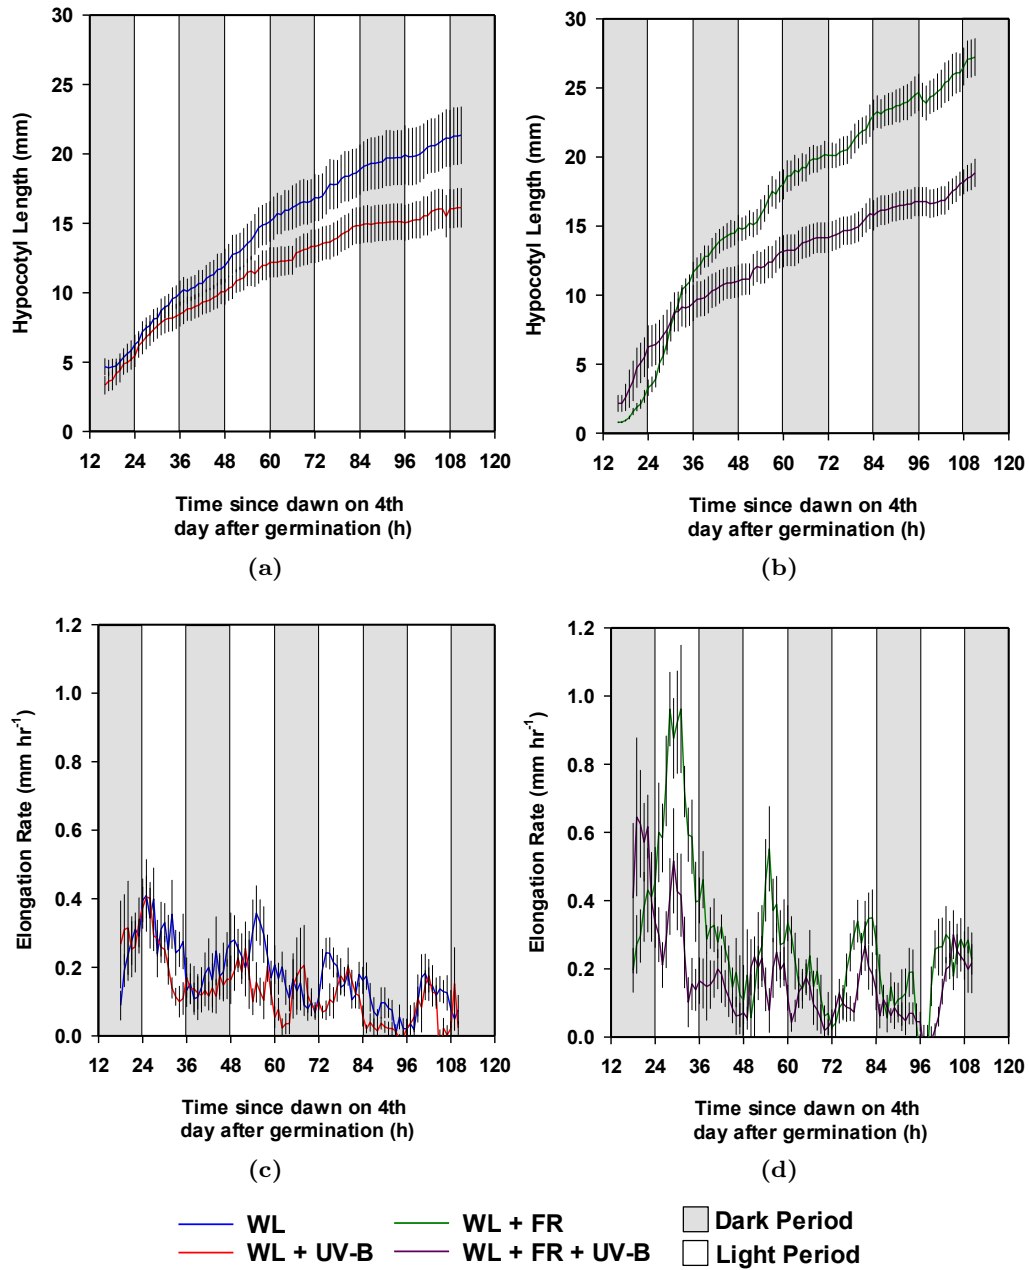 30
25
20
15
10
5
0
Hypocotyl Length (mm)
12 24 36 48 60 72 84 96 108 120
Time since dawn on 4th
day after germination (h)
(a)
30
25
20
15
10
5
0
Hypocotyl Length (mm)
12 24 36 48 60 72 84 96 108 120
Time since dawn on 4th
day after germination (h)
(b)
1.2
1.0
0.8
0.6
0.4
0.2
0.0
Elongation Rate (mm hr⁻¹)
12 24 36 48 60 72 84 96 108 120
Time since dawn on 4th
day after germination (h)
(c)
1.2
1.0
0.8
0.6
0.4
0.2
0.0
Elongation Rate (mm hr⁻¹)
12 24 36 48 60 72 84 96 108 120
Time since dawn on 4th
day after germination (h)
(d)
WL WL + FR Dark Period
WL + UV-B WL + FR + UV-B Light Period